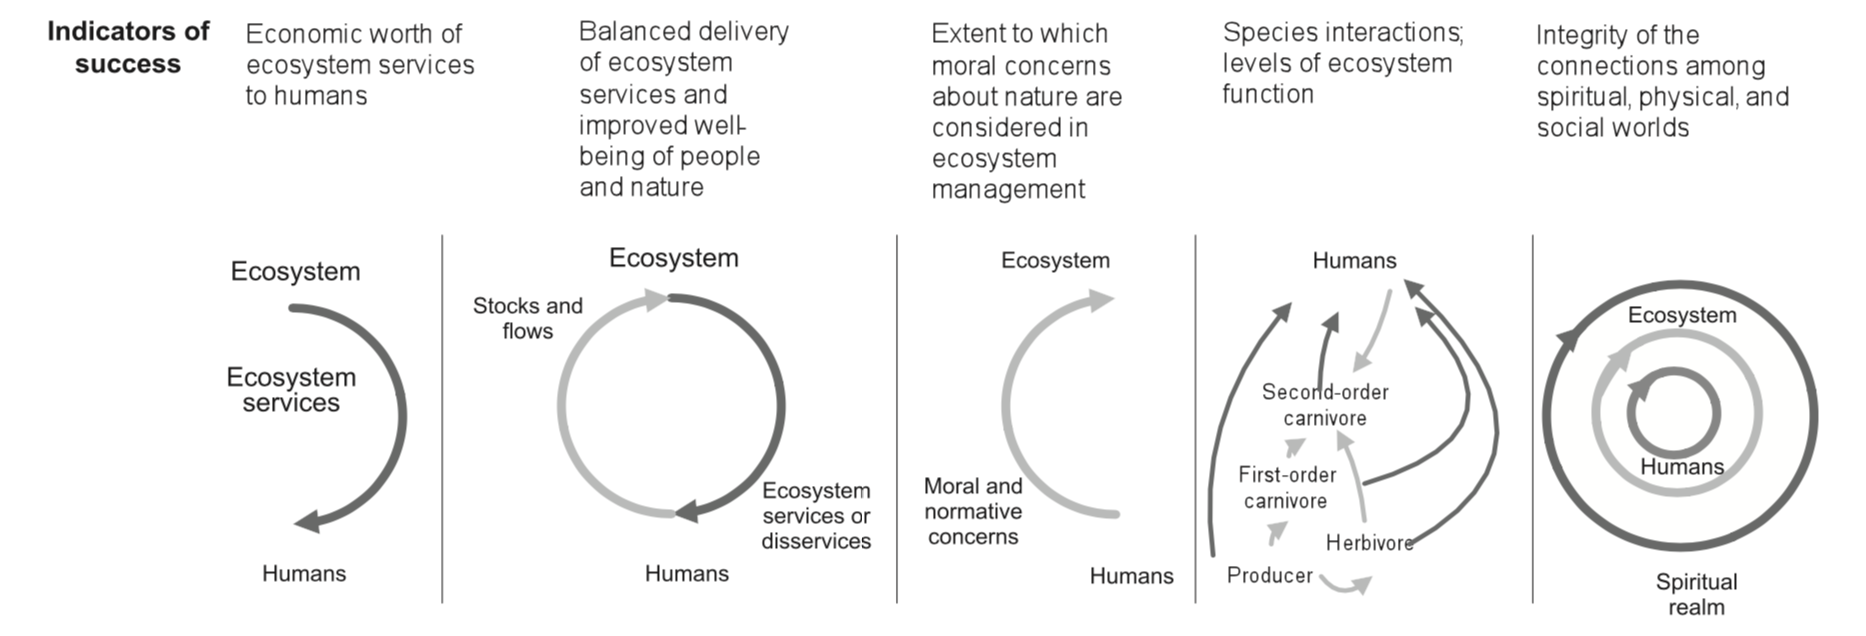 Indicators of
success
Economic worth of
ecosystem services
to humans
Balanced delivery
of ecosystem
services and
improved well-
being of people
and nature
Extent to which
moral concerns
about nature are
considered in
ecosystem
management
Species interactions;
levels of ecosystem
function
Integrity of the
connections among
spiritual, physical, and
social worlds
Ecosystem
Ecosystem
services
Humans
Ecosystem
Stocks and
flows
Ecosystem
services or
disservices
Humans
Ecosystem
Moral and
normative
concerns
Humans
Humans
Second-order
carnivore
First-order
carnivore
Herbivore
Producer
Ecosystem
Humans
Spiritual
realm